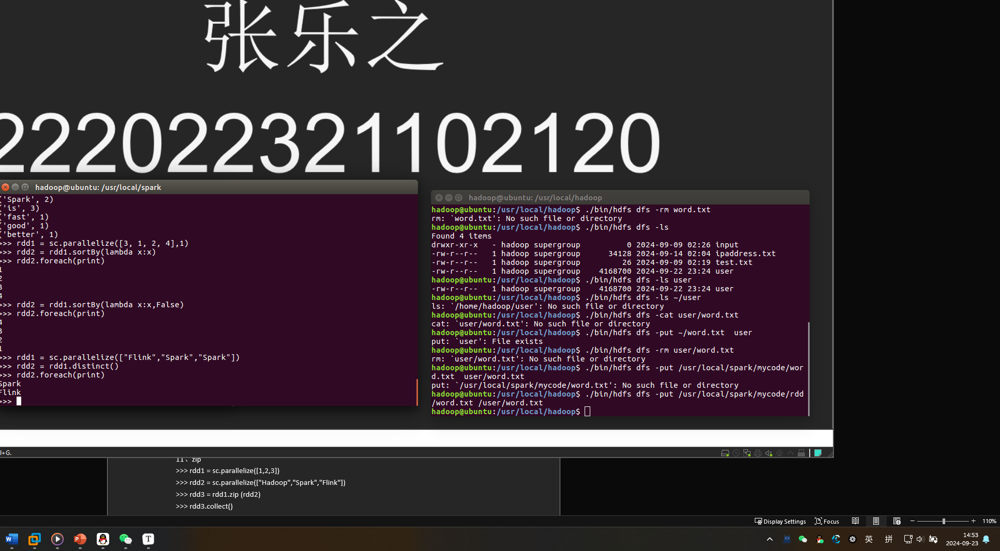 张乐之
222022321102120
hadoop@ubuntu: /usr/local/spark
('Spark', 2)
('is', 3)
('fast', 1)
('good', 1)
('better', 1)
>>> rdd1 = sc.parallelize([3, 1, 2, 4],1)
>>> rdd2 = rdd1.sortBy(lambda x:x)
>>> rdd2.foreach(print)
1
2
3
4
>>> rdd2 = rdd1.sortBy(lambda x:x,False)
>>> rdd2.foreach(print)
4
3
2
1
>>> rdd1 = sc.parallelize(["Flink","Spark","Spark"])
>>> rdd2 = rdd1.distinct()
>>> rdd2.foreach(print)
Spark
Flink
>>>
hadoop@ubuntu: /usr/local/hadoop
hadoop@ubuntu:/usr/local/hadoop$ ./bin/hdfs dfs -rm word.txt
rm: `word.txt': No such file or directory
hadoop@ubuntu:/usr/local/hadoop$ ./bin/hdfs dfs -ls
Found 4 items
drwxr-xr-x   - hadoop supergroup          0 2024-09-09 02:26 input
-rw-r--r--   1 hadoop supergroup      34128 2024-09-14 02:04 ipaddress.txt
-rw-r--r--   1 hadoop supergroup         26 2024-09-09 02:19 test.txt
-rw-r--r--   1 hadoop supergroup    4168700 2024-09-22 23:24 user
hadoop@ubuntu:/usr/local/hadoop$ ./bin/hdfs dfs -ls user
-rw-r--r--   1 hadoop supergroup    4168700 2024-09-22 23:24 user
hadoop@ubuntu:/usr/local/hadoop$ ./bin/hdfs dfs -ls ~/user
ls: `/home/hadoop/user': No such file or directory
hadoop@ubuntu:/usr/local/hadoop$ ./bin/hdfs dfs -cat user/word.txt
cat: `user/word.txt': No such file or directory
hadoop@ubuntu:/usr/local/hadoop$ ./bin/hdfs dfs -put ~/word.txt  user
put: `user': File exists
hadoop@ubuntu:/usr/local/hadoop$ ./bin/hdfs dfs -rm user/word.txt
rm: `user/word.txt': No such file or directory
hadoop@ubuntu:/usr/local/hadoop$ ./bin/hdfs dfs -put /usr/local/spark/mycode/wor
d.txt  user/word.txt
put: `/usr/local/spark/mycode/word.txt': No such file or directory
hadoop@ubuntu:/usr/local/hadoop$ ./bin/hdfs dfs -put /usr/local/spark/mycode/rdd
/word.txt /user/word.txt
hadoop@ubuntu:/usr/local/hadoop$
l+G.
11、zip
>>> rdd1 = sc.parallelize([1,2,3])
>>> rdd2 = sc.parallelize(["Hadoop","Spark","Flink"])
>>> rdd3 = rdd1.zip (rdd2)
>>> rdd3.collect()
Display Settings
Focus
110%
英
拼
14:53
2024-09-23